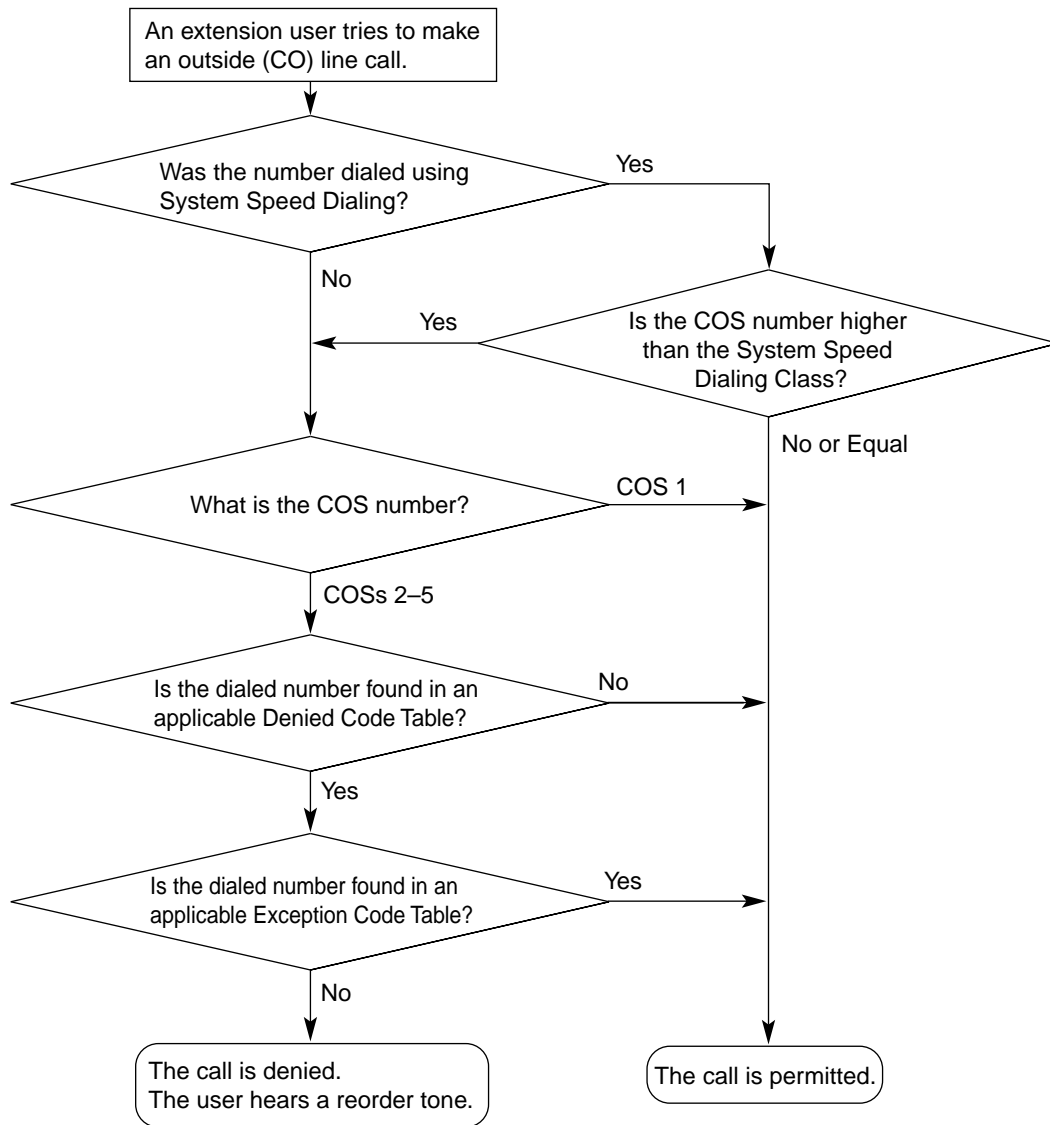 An extension user tries to make
an outside (CO) line call.
Was the number dialed using
System Speed Dialing?
Yes
No
Yes
Is the COS number higher
than the System Speed
Dialing Class?
No or Equal
What is the COS number?
COS 1
COSs 2–5
Is the dialed number found in an
applicable Denied Code Table?
No
Yes
Is the dialed number found in an
applicable Exception Code Table?
Yes
No
The call is denied.
The user hears a reorder tone.
The call is permitted.